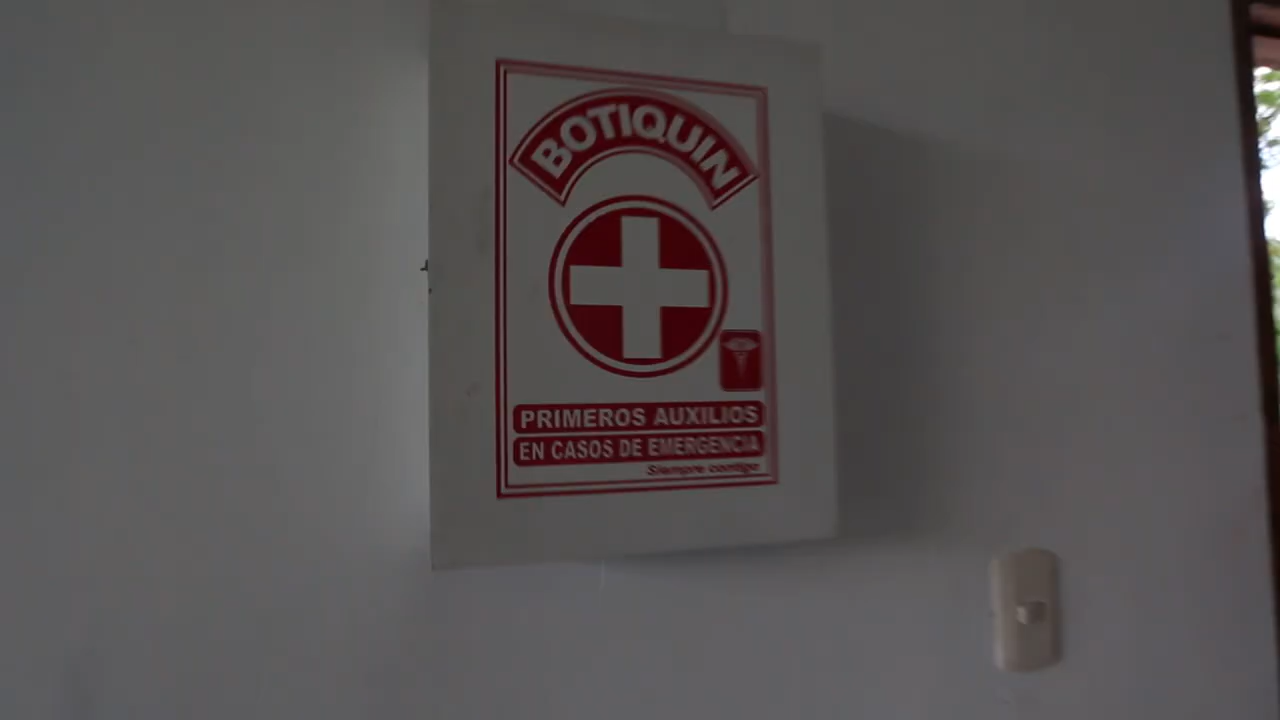 BOTIQUIN
PRIMEROS AUXILIOS
EN CASOS DE EMERGENCIA
Siempre contigo